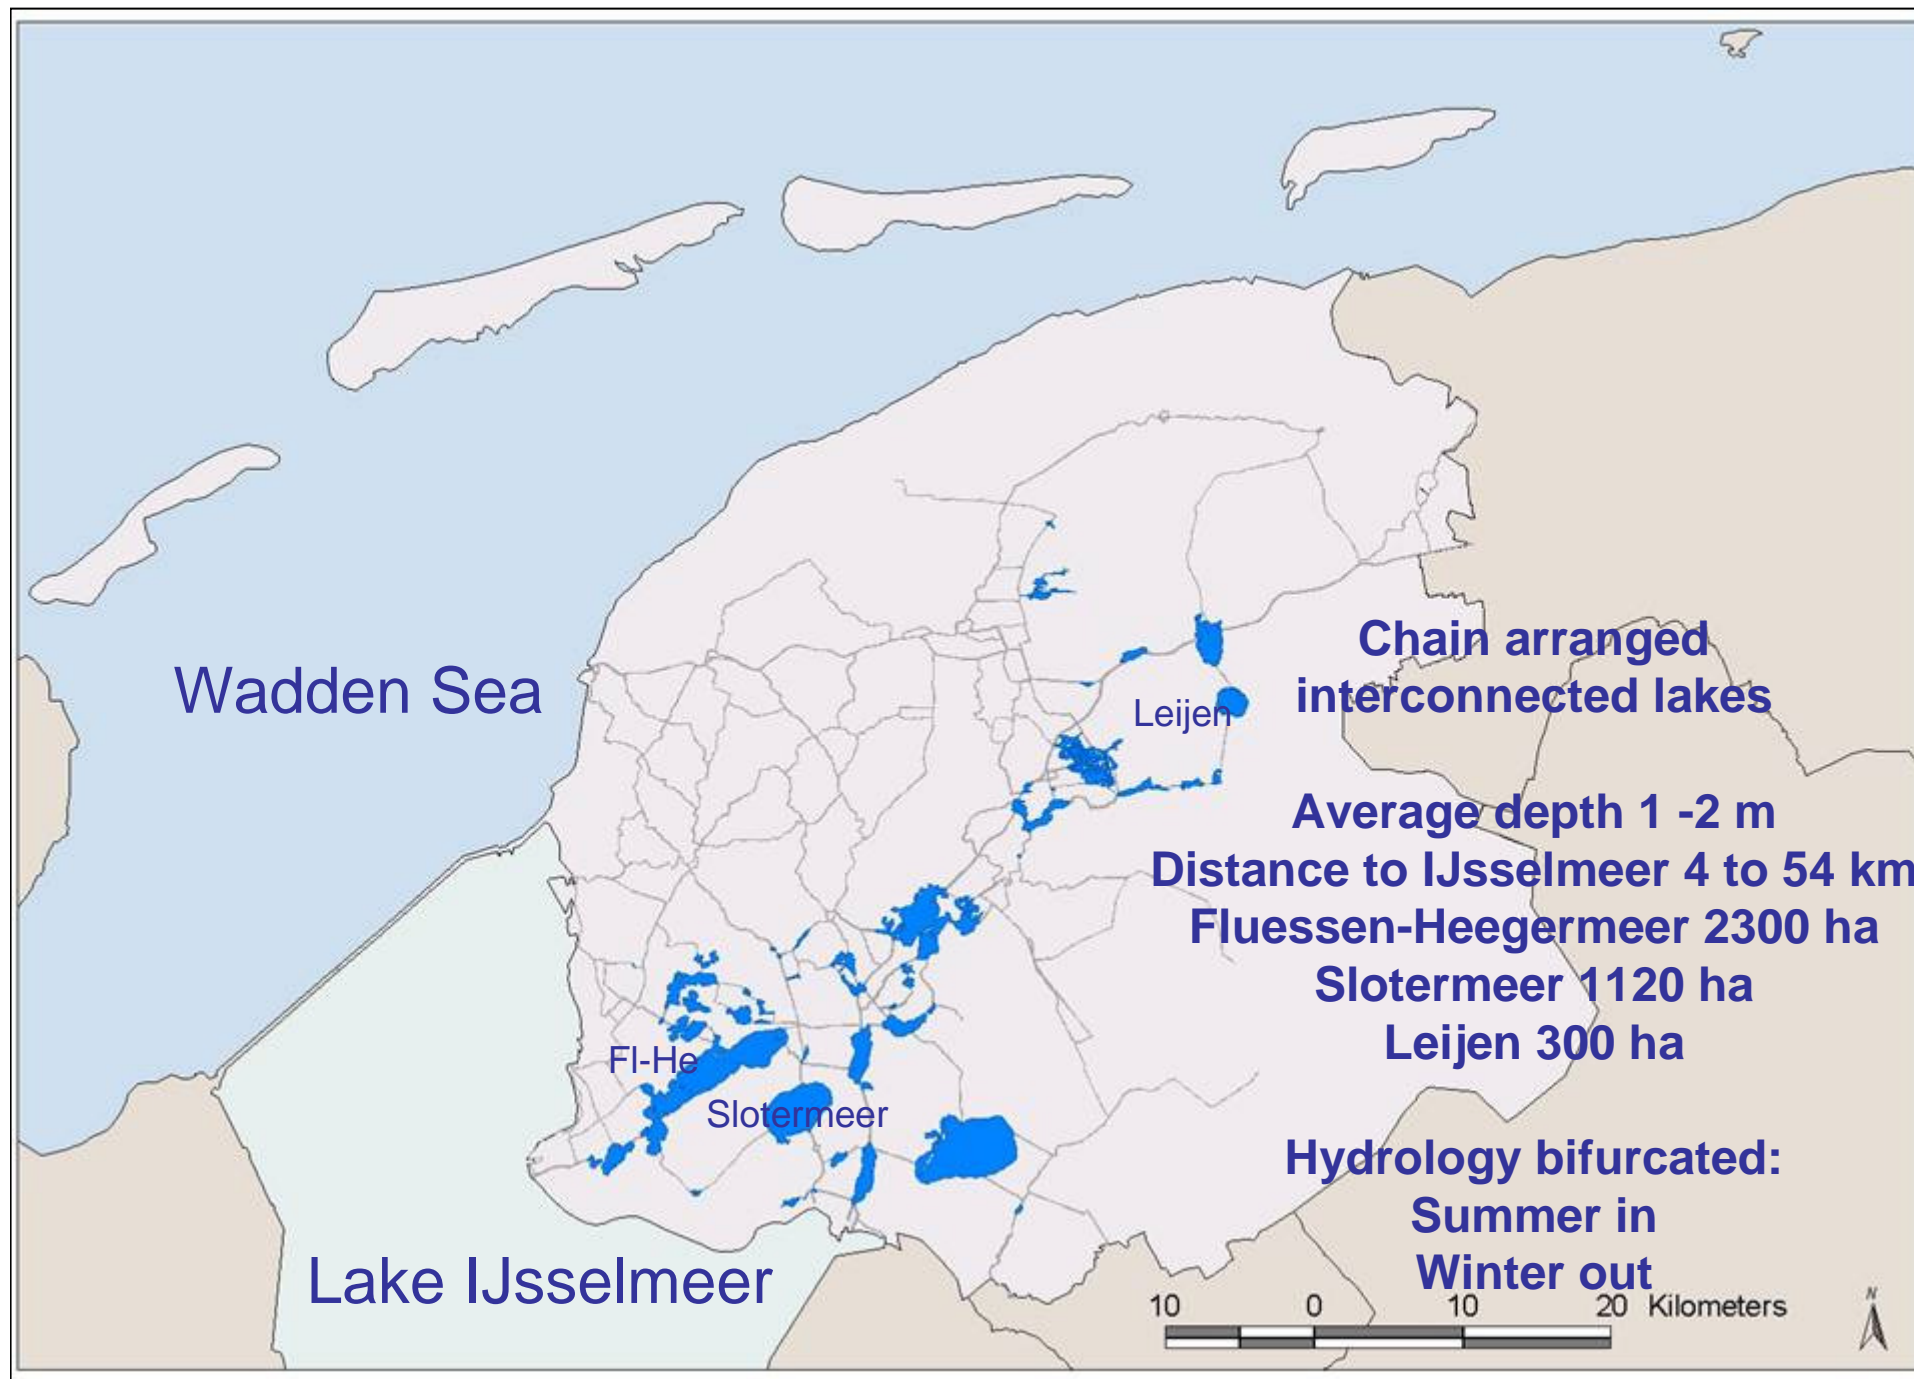 Wadden Sea
Chain arranged
interconnected lakes
Leijen
Average depth 1 -2 m
Distance to IJsselmeer 4 to 54 km
Fluessen-Heegermeer 2300 ha
Slotermeer 1120 ha
Leijen 300 ha
Fl-He
Slotermeer
Hydrology bifurcated:
Summer in
Winter out
Lake IJsselmeer
10 0 10 20 Kilometers
N